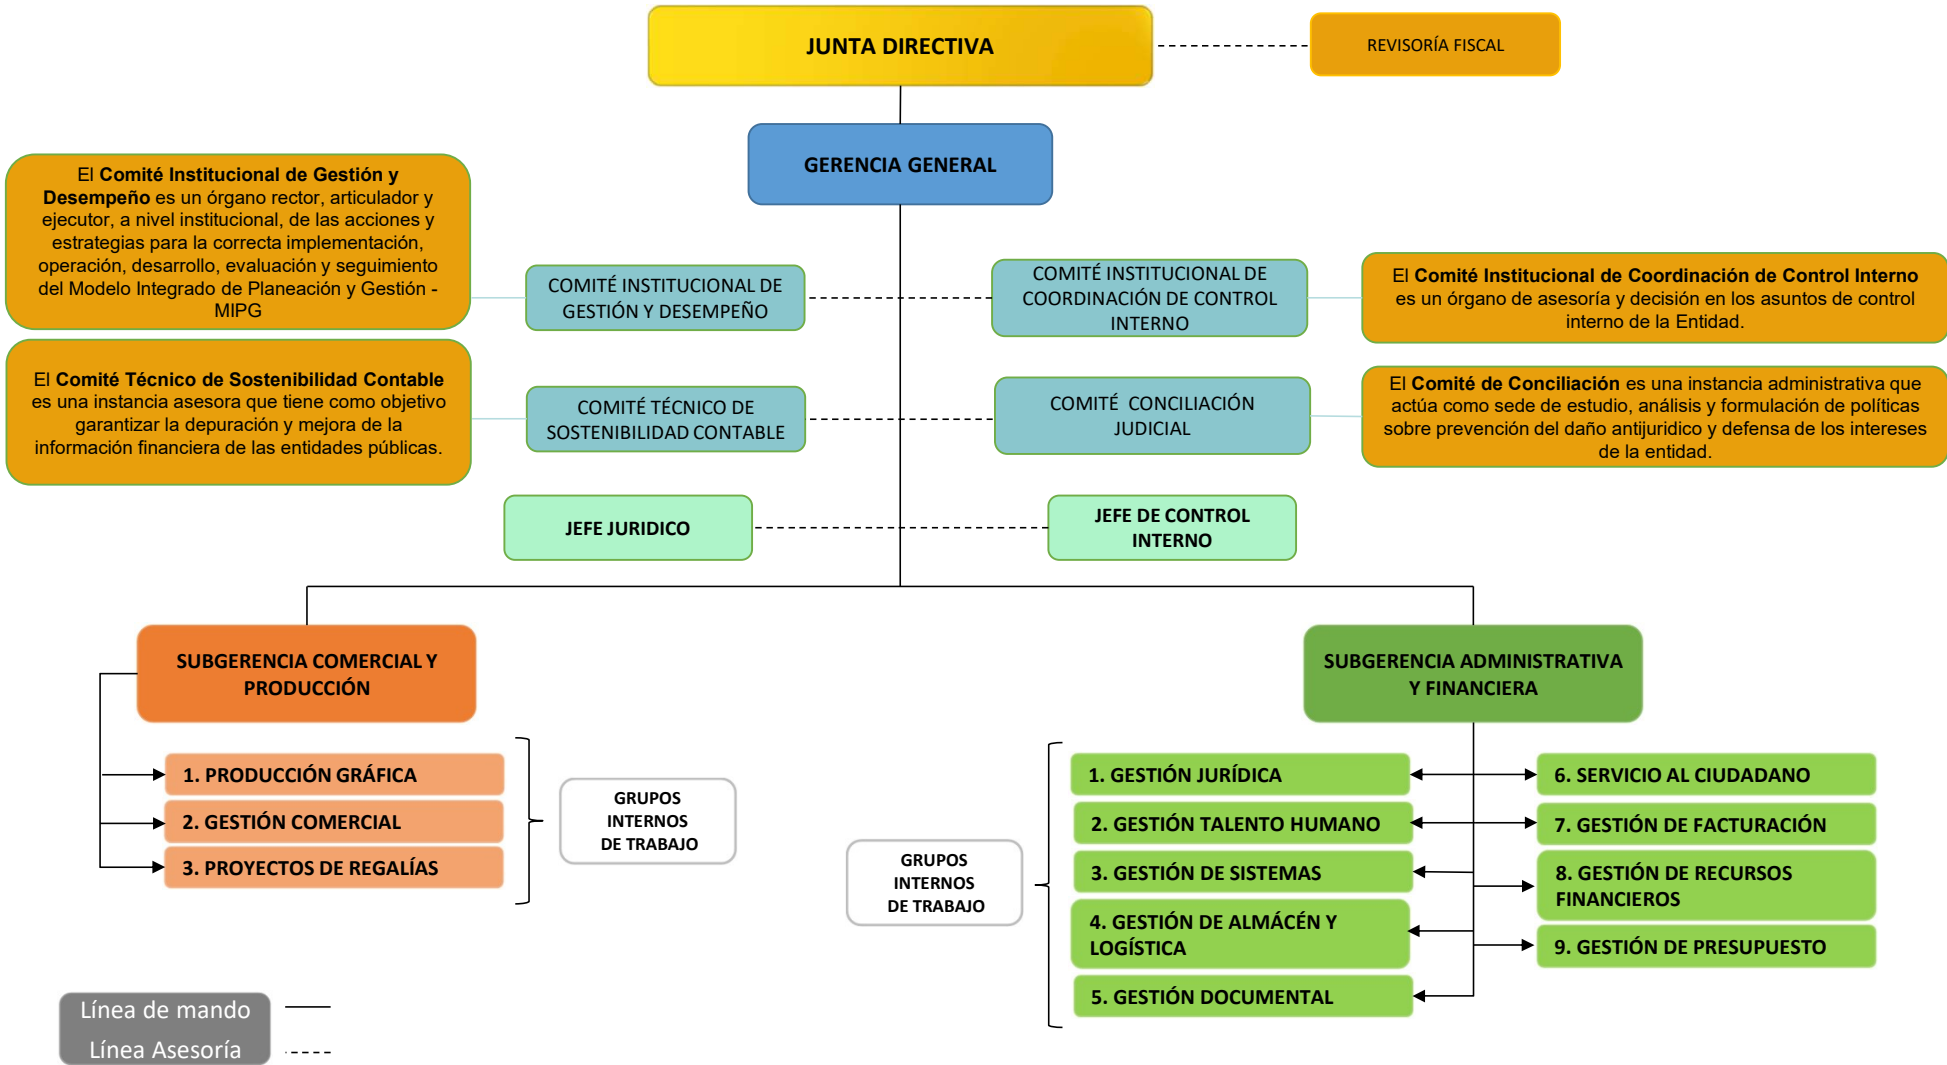 JUNTA DIRECTIVA
REVISORÍA FISCAL
GERENCIA GENERAL
El Comité Institucional de Gestión y
Desempeño es un órgano rector, articulador y
ejecutor, a nivel institucional, de las acciones y
estrategias para la correcta implementación,
operación, desarrollo, evaluación y seguimiento
del Modelo Integrado de Planeación y Gestión -
MIPG
COMITÉ INSTITUCIONAL DE
GESTIÓN Y DESEMPEÑO
COMITÉ INSTITUCIONAL DE
COORDINACIÓN DE CONTROL
INTERNO
El Comité Institucional de Coordinación de Control Interno
es un órgano de asesoría y decisión en los asuntos de control
interno de la Entidad.
El Comité Técnico de Sostenibilidad Contable
es una instancia asesora que tiene como objetivo
garantizar la depuración y mejora de la
información financiera de las entidades públicas.
COMITÉ TÉCNICO DE
SOSTENIBILIDAD CONTABLE
COMITÉ CONCILIACIÓN
JUDICIAL
El Comité de Conciliación es una instancia administrativa que
actúa como sede de estudio, análisis y formulación de políticas
sobre prevención del daño antijuridico y defensa de los intereses
de la entidad.
JEFE JURIDICO
JEFE DE CONTROL
INTERNO
SUBGERENCIA COMERCIAL Y
PRODUCCIÓN
1. PRODUCCIÓN GRÁFICA
2. GESTIÓN COMERCIAL
3. PROYECTOS DE REGALÍAS
GRUPOS
INTERNOS
DE TRABAJO
SUBGERENCIA ADMINISTRATIVA
Y FINANCIERA
GRUPOS
INTERNOS
DE TRABAJO
1. GESTIÓN JURÍDICA
2. GESTIÓN TALENTO HUMANO
3. GESTIÓN DE SISTEMAS
4. GESTIÓN DE ALMÁCÉN Y
LOGÍSTICA
5. GESTIÓN DOCUMENTAL
6. SERVICIO AL CIUDADANO
7. GESTIÓN DE FACTURACIÓN
8. GESTIÓN DE RECURSOS
FINANCIEROS
9. GESTIÓN DE PRESUPUESTO
Línea de mando
Línea Asesoría